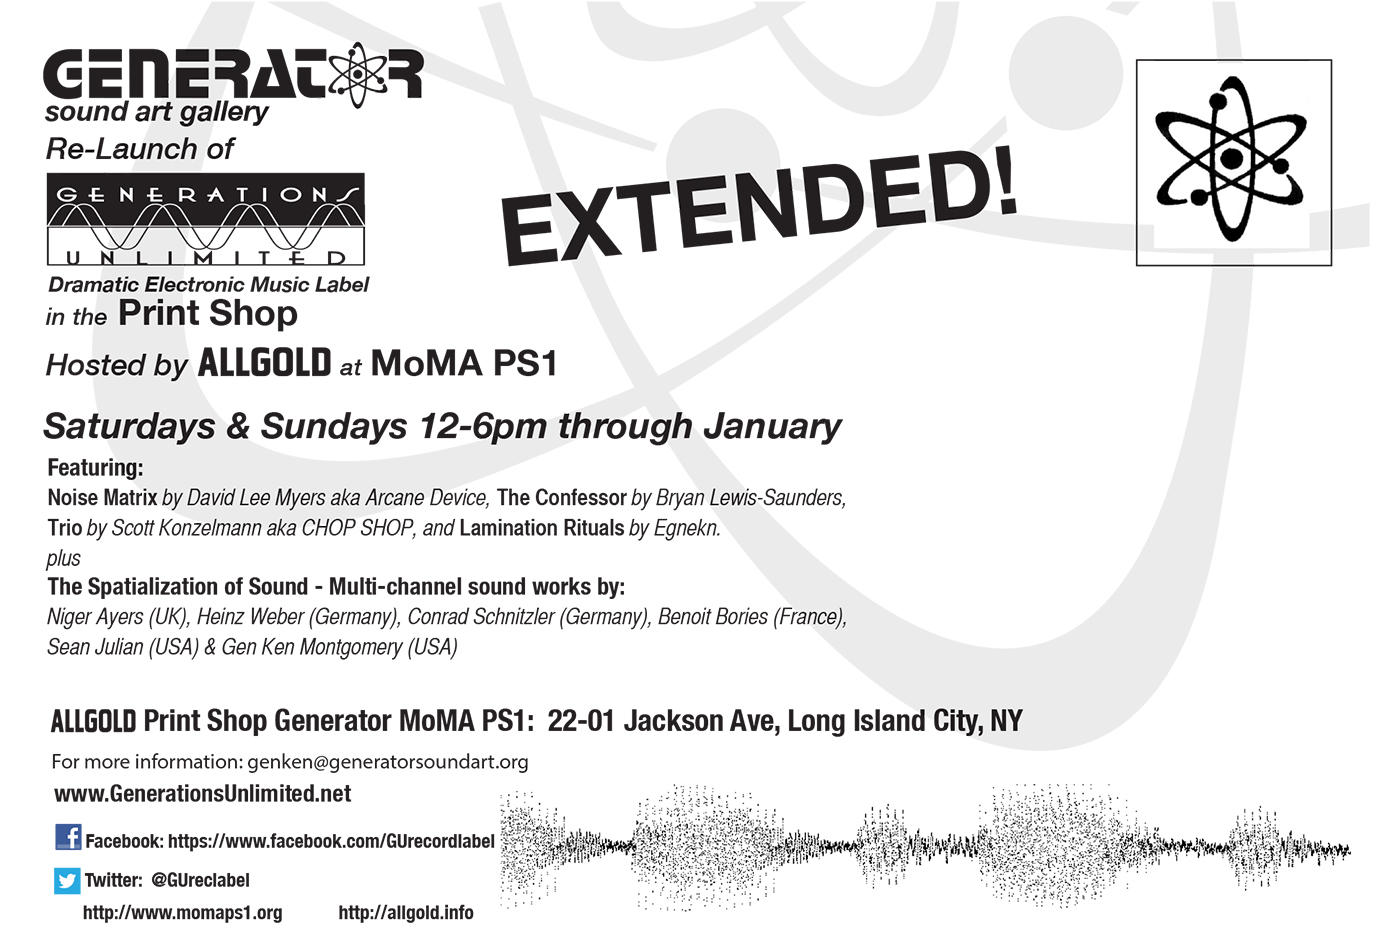 GENERATOR
sound art gallery
Re-Launch of
GENERATIONS
UNLIMITED
Dramatic Electronic Music Label
in the Print Shop
Hosted by ALLGOLD at MoMA PS1
EXTENDED!
Saturdays & Sundays 12-6pm through January
Featuring:
Noise Matrix by David Lee Myers aka Arcane Device, The Confessor by Bryan Lewis-Saunders,
Trio by Scott Konzelmann aka CHOP SHOP, and Lamination Rituals by Egnekn.
plus
The Spatialization of Sound - Multi-channel sound works by:
Niger Ayers (UK), Heinz Weber (Germany), Conrad Schnitzler (Germany), Benoit Bories (France),
Sean Julian (USA) & Gen Ken Montgomery (USA)
ALLGOLD Print Shop Generator MoMA PS1: 22-01 Jackson Ave, Long Island City, NY
For more information: genken@generatorsoundart.org
www.GenerationsUnlimited.net
Facebook: https://www.facebook.com/GUrecordlabel
Twitter: @GUreclabel
http://www.momaps1.org http://allgold.info